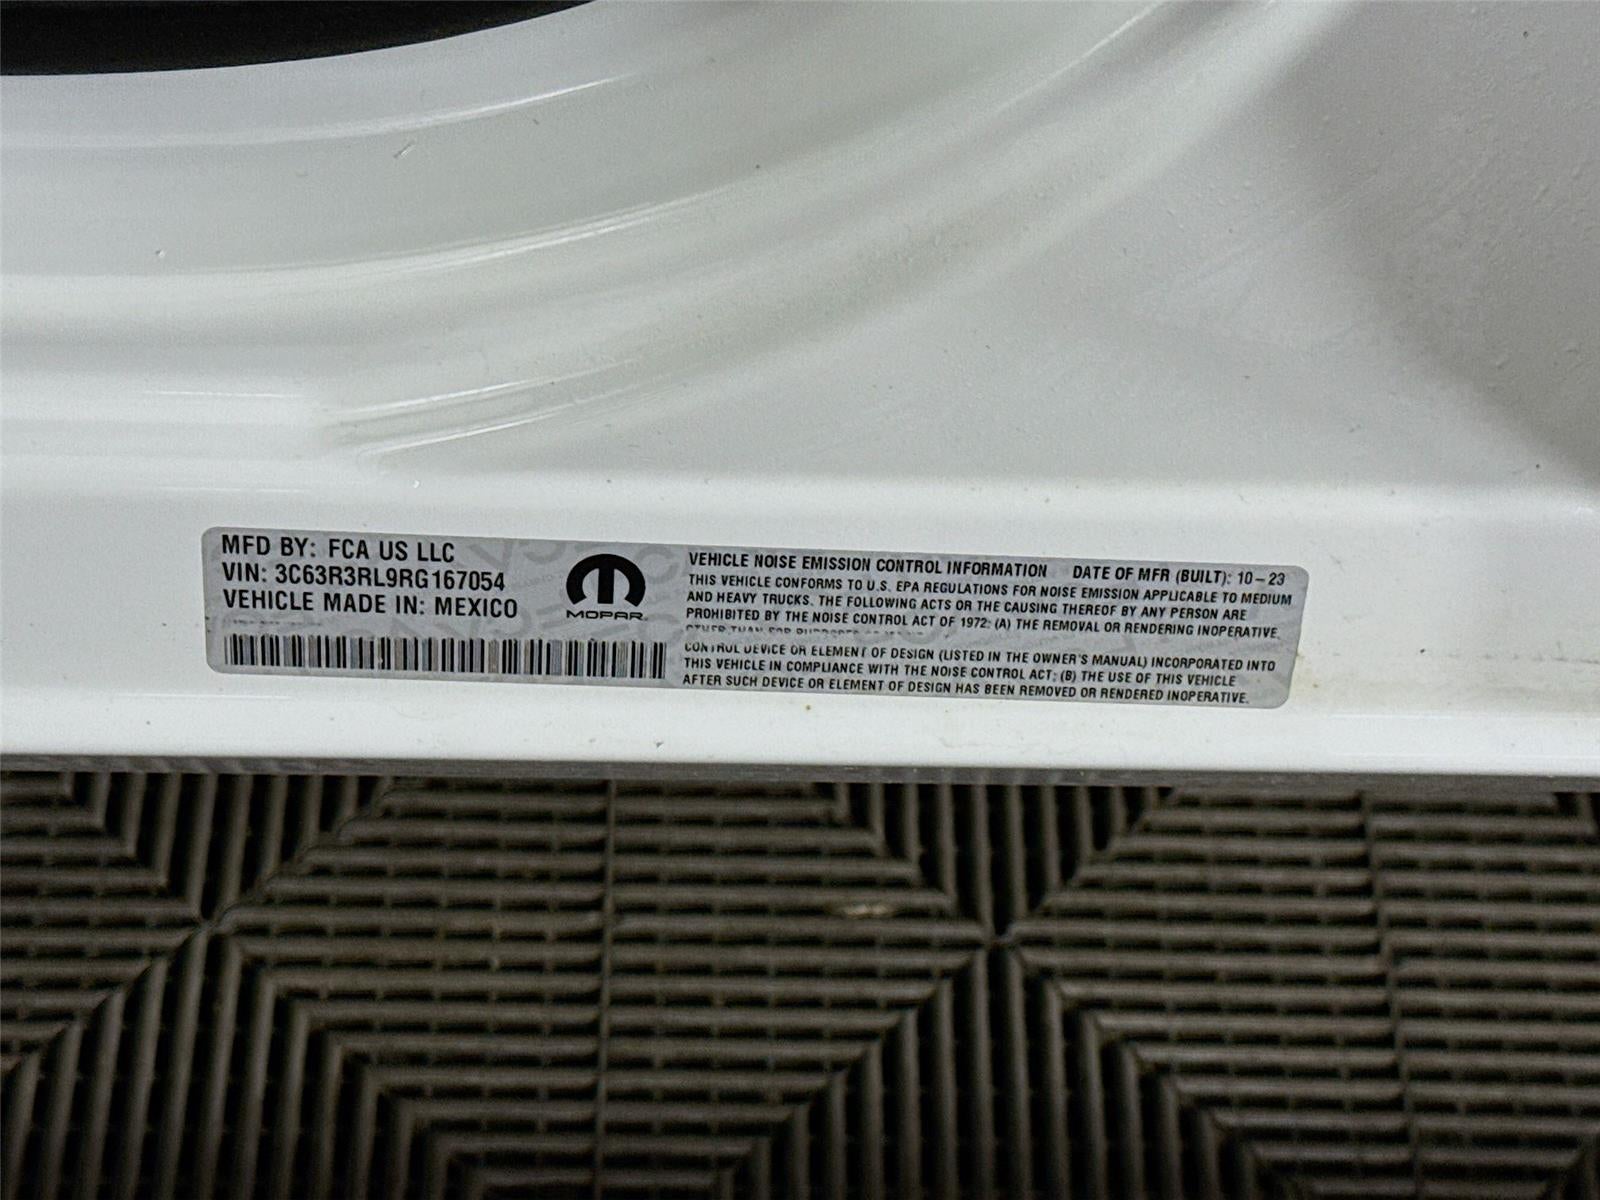 MFD BY: FCA US LLC
VIN: 3C63R3RL9RG167054
VEHICLE MADE IN: MEXICO
MOPAR
VEHICLE NOISE EMISSION CONTROL INFORMATION DATE OF MFR (BUILT): 10-23
THIS VEHICLE CONFORMS TO U.S. EPA REGULATIONS FOR NOISE EMISSION APPLICABLE TO MEDIUM
AND HEAVY TRUCKS. THE FOLLOWING ACTS OR THE CAUSING THEREOF BY ANY PERSON ARE
PROHIBITED BY THE NOISE CONTROL ACT OF 1972: (A) THE REMOVAL OR RENDERING INOPERATIVE,
OTHER THAN FOR PURPOSES
CONTROL DEVICE OR ELEMENT OF DESIGN (LISTED IN THE OWNER'S MANUAL) INCORPORATED INTO
THIS VEHICLE IN COMPLIANCE WITH THE NOISE CONTROL ACT; (B) THE USE OF THIS VEHICLE
AFTER SUCH DEVICE OR ELEMENT OF DESIGN HAS BEEN REMOVED OR RENDERED INOPERATIVE.